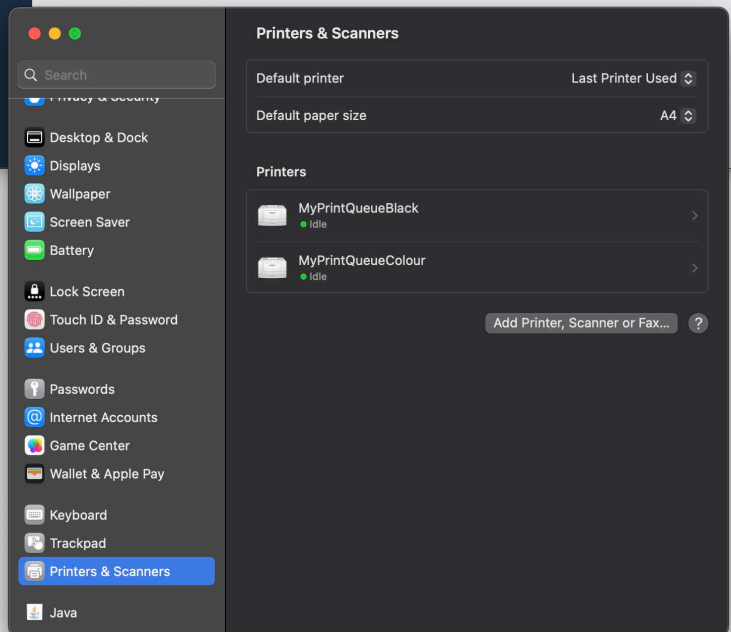 Search
Privacy & Security
Desktop & Dock
Displays
Wallpaper
Screen Saver
Battery
Lock Screen
Touch ID & Password
Users & Groups
Passwords
Internet Accounts
Game Center
Wallet & Apple Pay
Keyboard
Trackpad
Printers & Scanners
Java
Printers & Scanners
Default printer Last Printer Used
Default paper size A4
Printers
MyPrintQueueBlack
Idle
MyPrintQueueColour
Idle
Add Printer, Scanner or Fax... ?